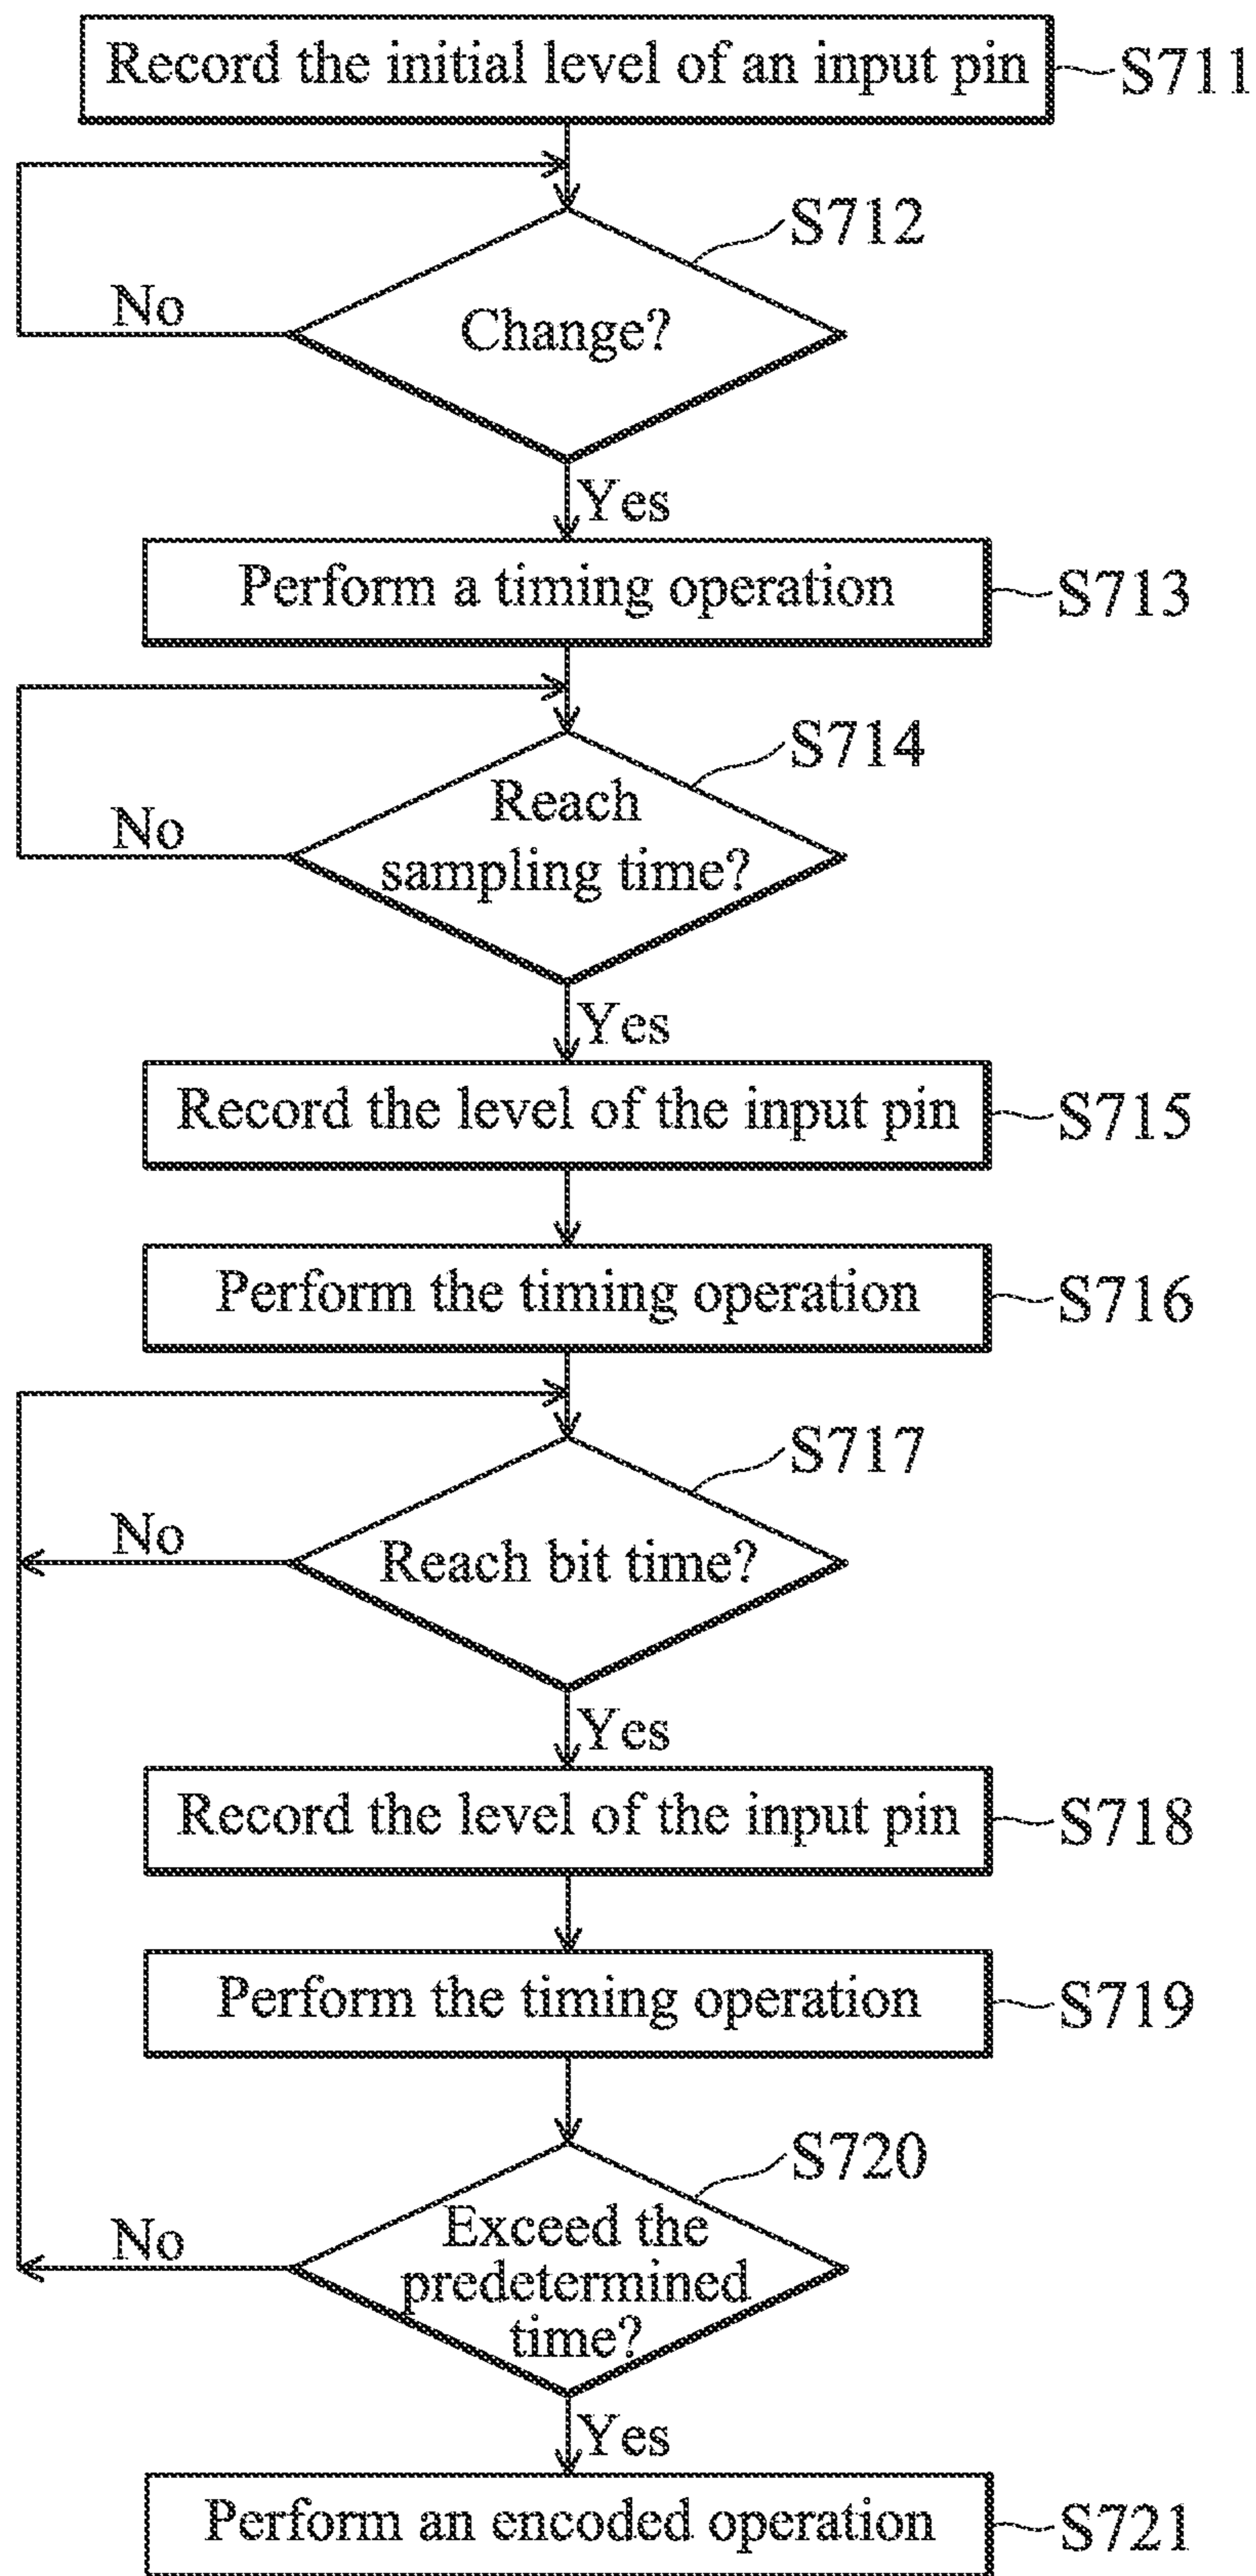 Record the initial level of an input pin S711
S712
Change?
No
Yes
Perform a timing operation S713
S714
Reach
sampling time?
No
Yes
Record the level of the input pin S715
Perform the timing operation S716
S717
Reach bit time?
No
Yes
Record the level of the input pin S718
Perform the timing operation S719
S720
Exceed the
predetermined
time?
No
Yes
Perform an encoded operation S721